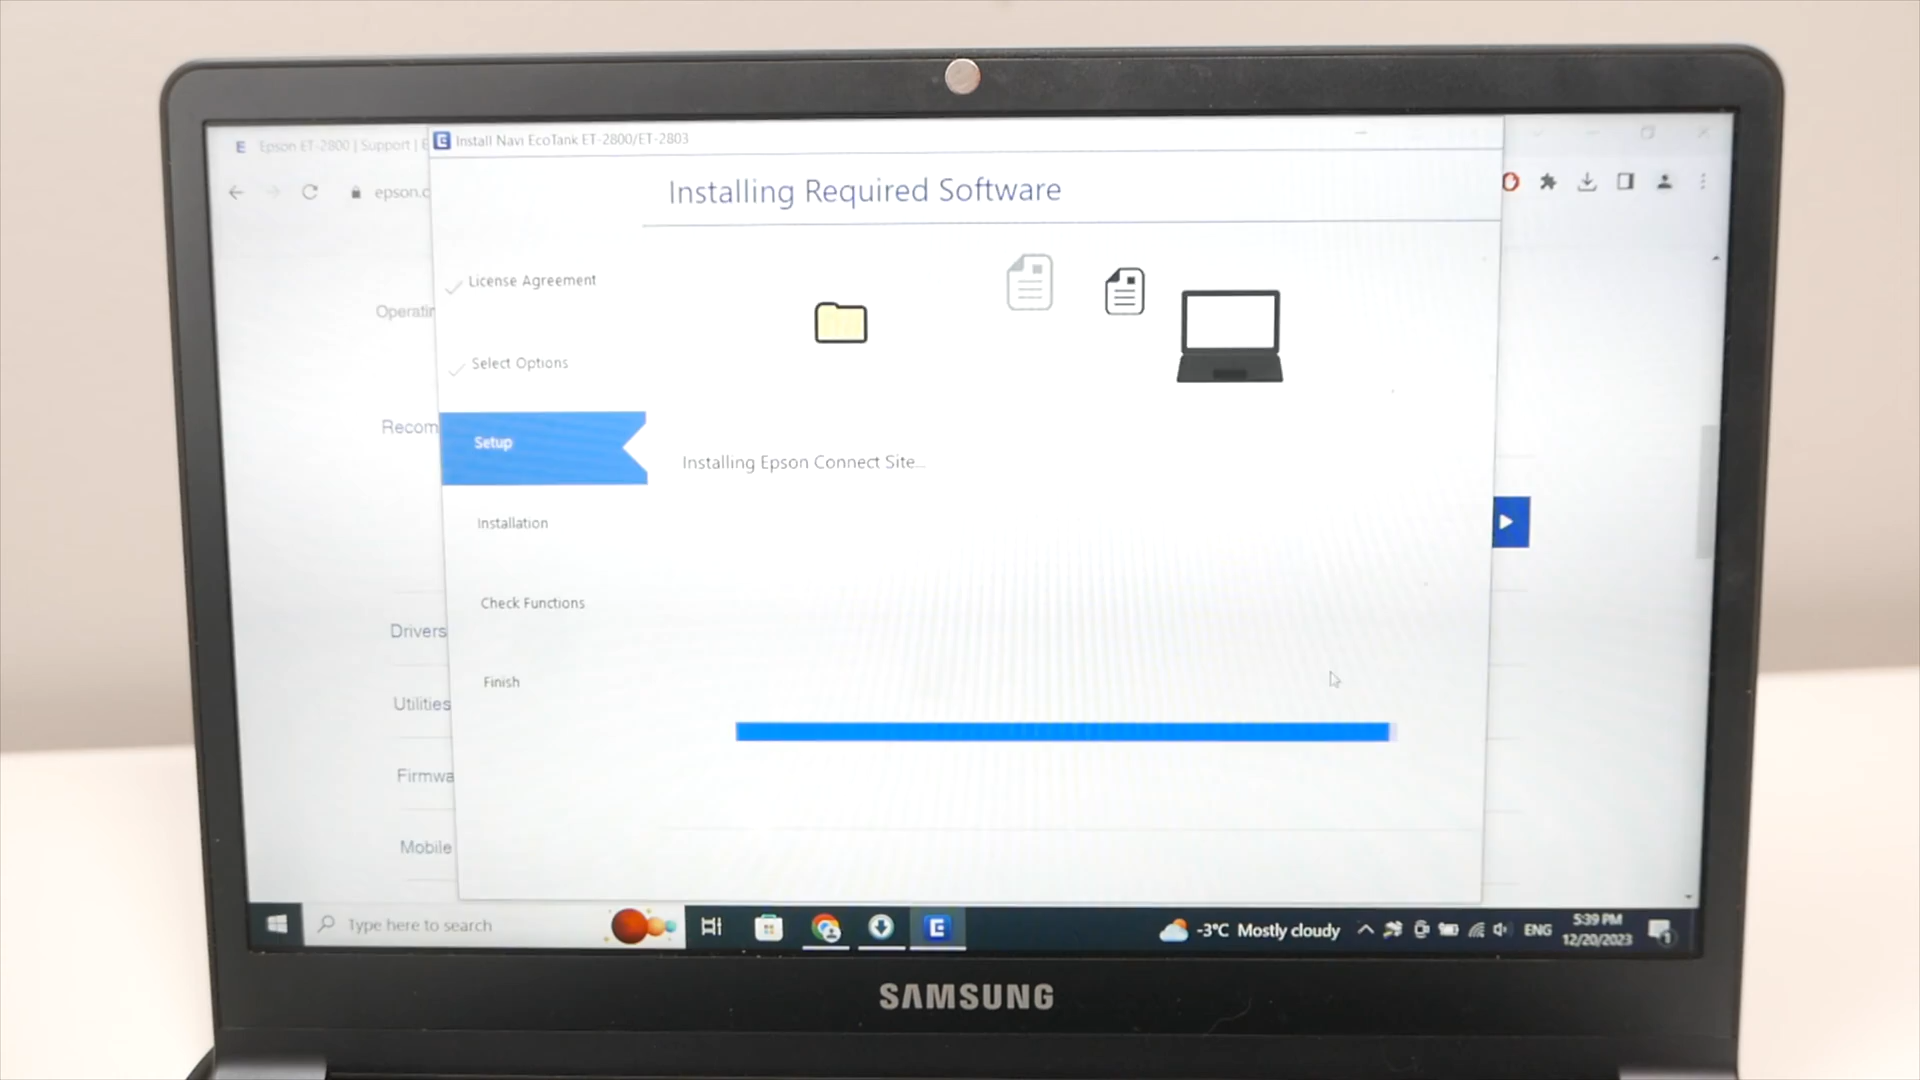 Epson ET-2800 | Support | E
Install Navi EcoTank ET-2800/ET-2803
epson.c
Installing Required Software
License Agreement
Select Options
Setup
Installation
Check Functions
Finish
Installing Epson Connect Site...
Operatin
Recom
Drivers
Utilities
Firmwa
Mobile
Type here to search
-3°C Mostly cloudy
ENG
5:39 PM
12/20/2023
1
SAMSUNG